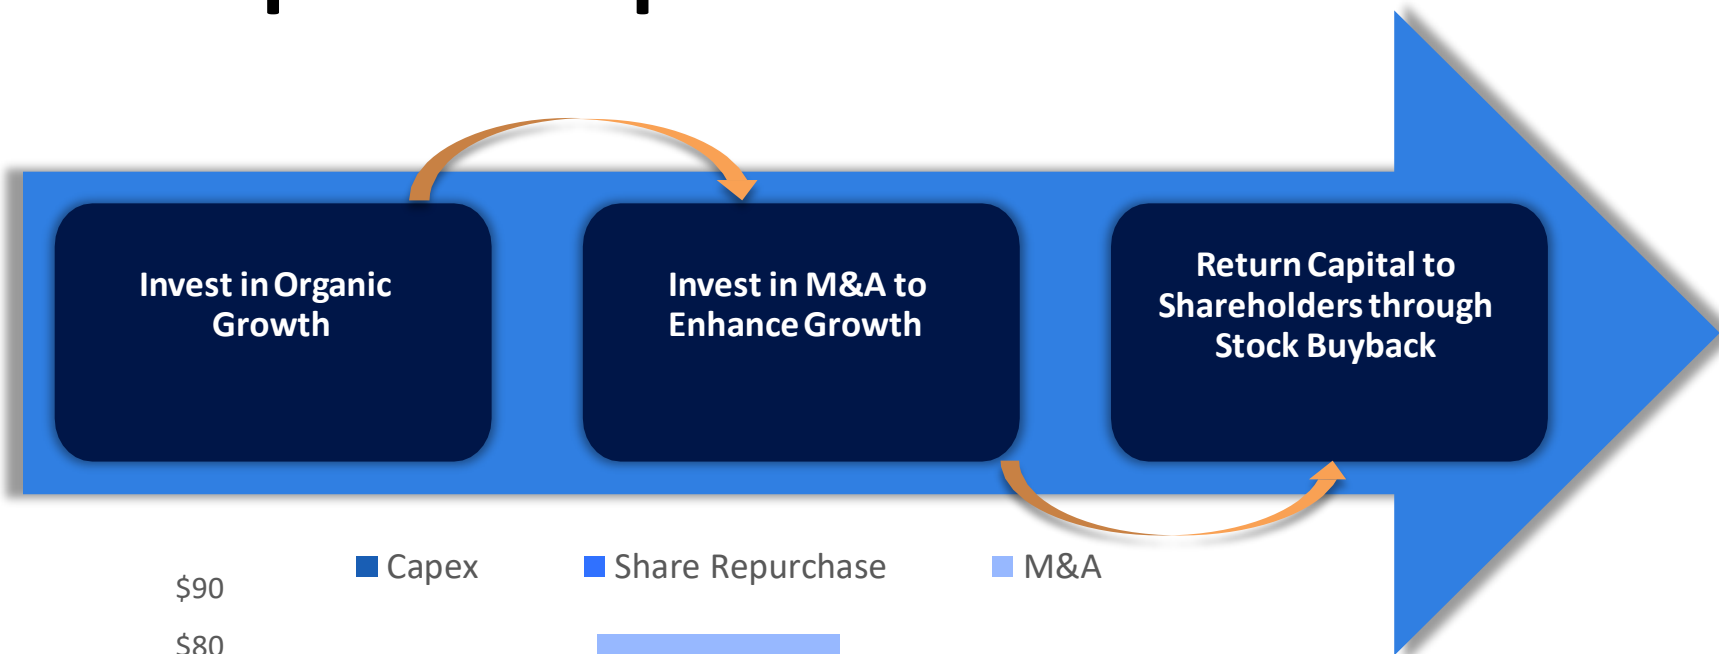 Invest in Organic
Growth
Invest in M&A to
Enhance Growth
Return Capital to
Shareholders through
Stock Buyback
Capex
Share Repurchase
M&A
$90
$80